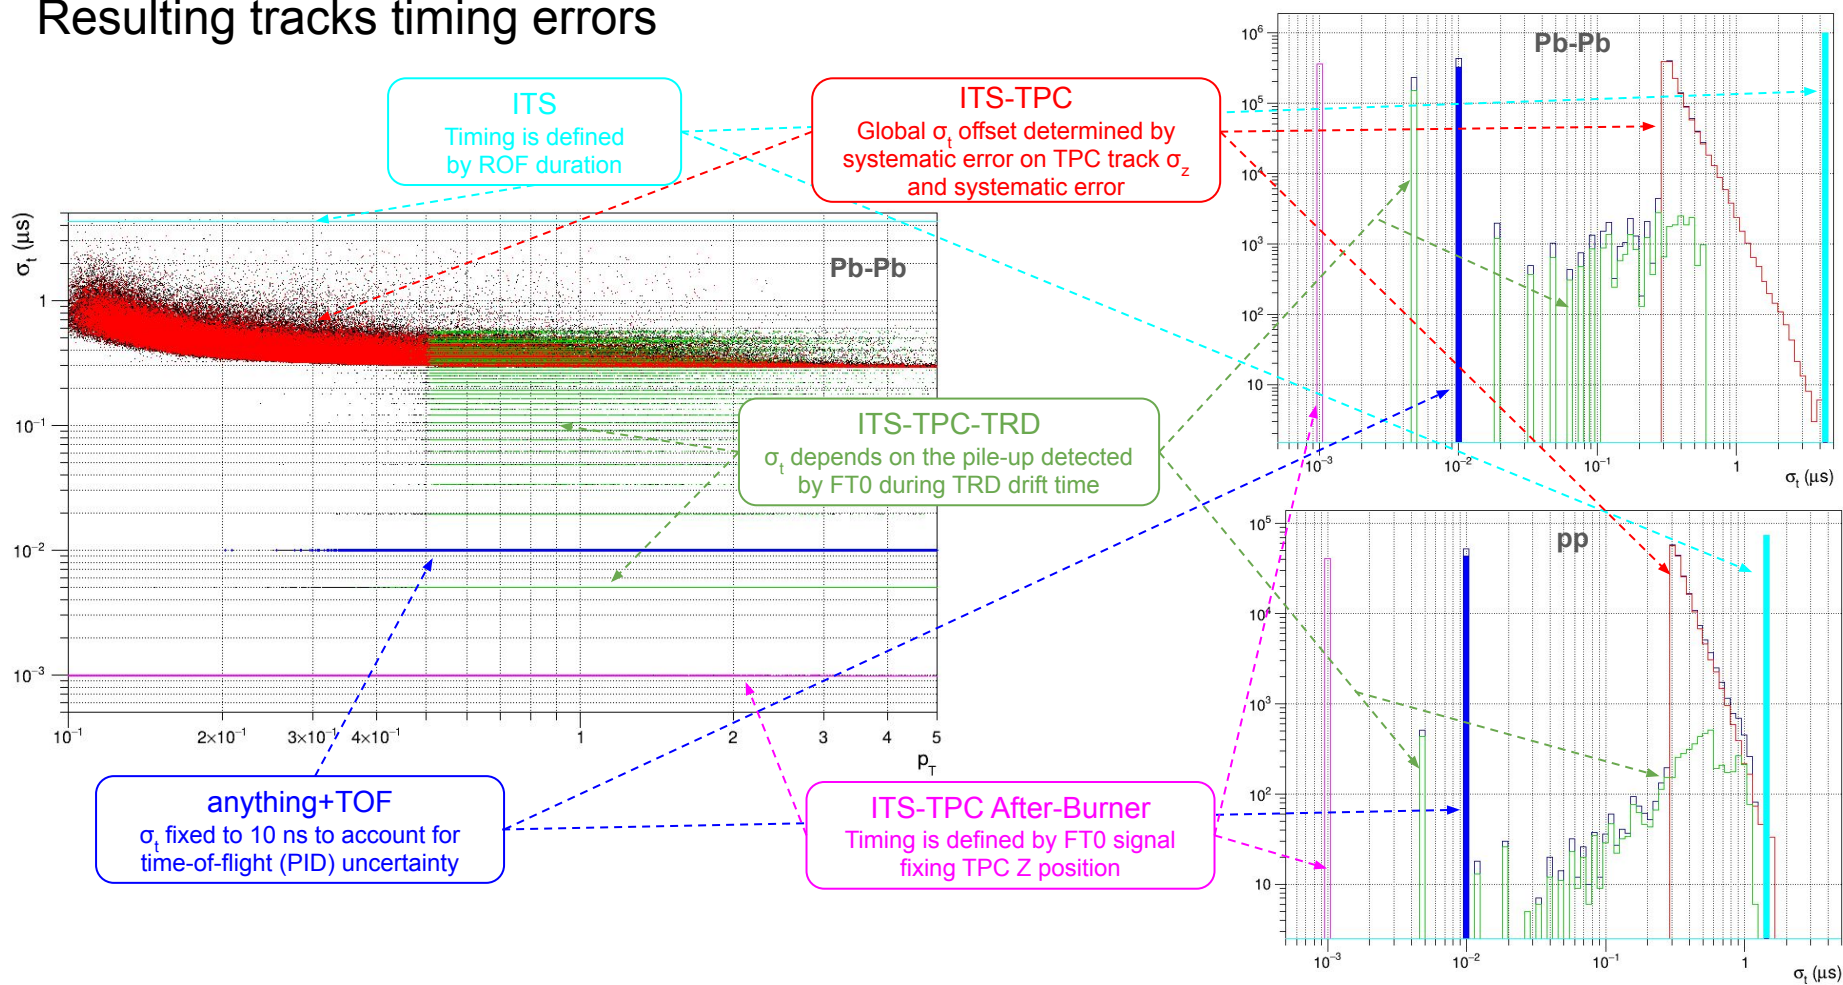 Resulting tracks timing errors
ITS
Timing is defined
by ROF duration
ITS-TPC
Global σt offset determined by
systematic error on TPC track σz
and systematic error
ITS-TPC-TRD
σt depends on the pile-up detected
by FT0 during TRD drift time
anything+TOF
σt fixed to 10 ns to account for
time-of-flight (PID) uncertainty
ITS-TPC After-Burner
Timing is defined by FT0 signal
fixing TPC Z position
σt (μs)
Pb-Pb
1
10⁻¹
10⁻²
10⁻³
10⁻¹ 2×10⁻¹ 3×10⁻¹ 4×10⁻¹ 1 2 3 4 5
pT
Pb-Pb
10⁶
10⁵
10⁴
10³
10²
10
10⁻³ 10⁻² 10⁻¹ 1
σt (μs)
pp
10⁵
10⁴
10³
10²
10
10⁻³ 10⁻² 10⁻¹ 1
σt (μs)